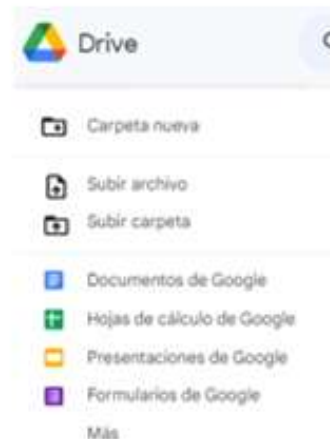 Drive
Carpeta nueva
Subir archivo
Subir carpeta
Documentos de Google
Hojas de cálculo de Google
Presentaciones de Google
Formularios de Google
Más